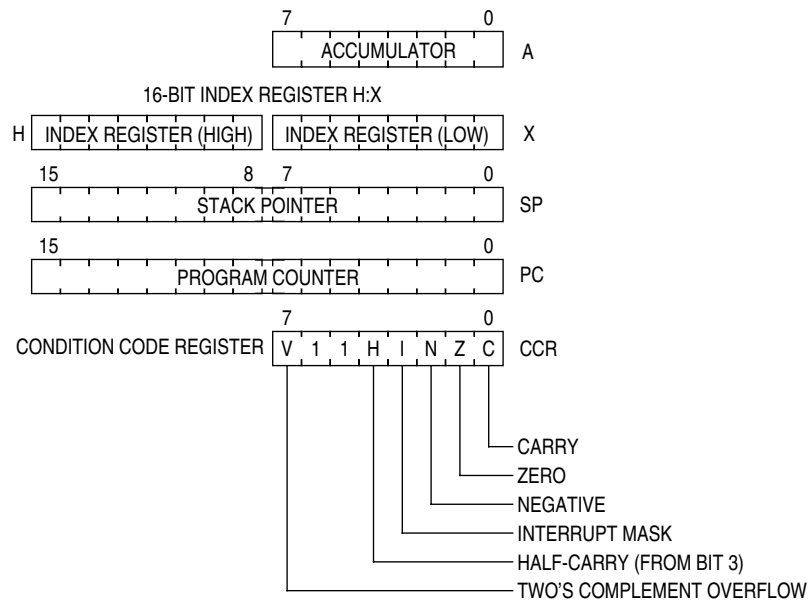 7 0
ACCUMULATOR A
16-BIT INDEX REGISTER H:X
H INDEX REGISTER (HIGH) INDEX REGISTER (LOW) X
15 8 7 0
STACK POINTER SP
15 0
PROGRAM COUNTER PC
7 0
CONDITION CODE REGISTER V 1 1 H I N Z C CCR
CARRY
ZERO
NEGATIVE
INTERRUPT MASK
HALF-CARRY (FROM BIT 3)
TWO'S COMPLEMENT OVERFLOW